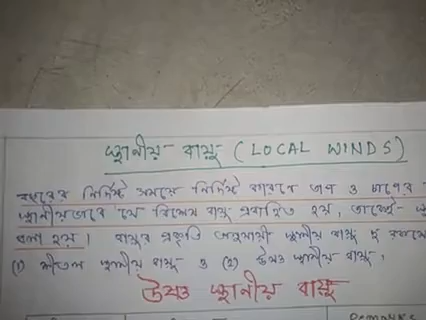 স্থানীয় বায়ু (LOCAL WINDS)
বছরের নির্দিষ্ট সময়ে নির্দিষ্ট কারণে তাপ ও চাপের
স্থানীয়ভাবে যে বিশেষ বায়ু প্রবাহিত হয়, তাকেই
বলা হয়। বায়ুর প্রকৃতি অনুযায়ী স্থানীয় বায়ু দু
(1) শীতল স্থানীয় বায়ু ও (2) উষ্ণ স্থানীয় বায়ু।
উষ্ণ স্থানীয় বায়ু